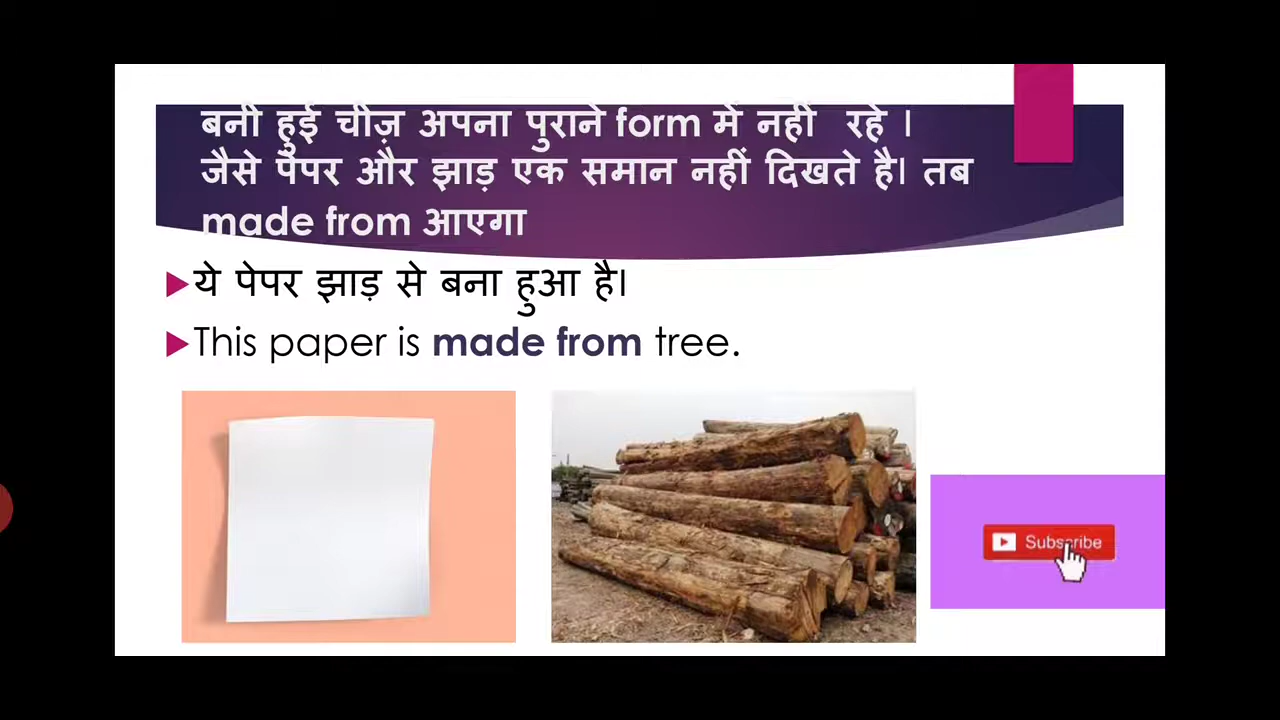 बनी हुई चीज़ अपना पुराने form में नहीं रहे ।
जैसे पेपर और झाड़ एक समान नहीं दिखते है। तब
made from आएगा
ये पेपर झाड़ से बना हुआ है।
This paper is made from tree.
Subscribe